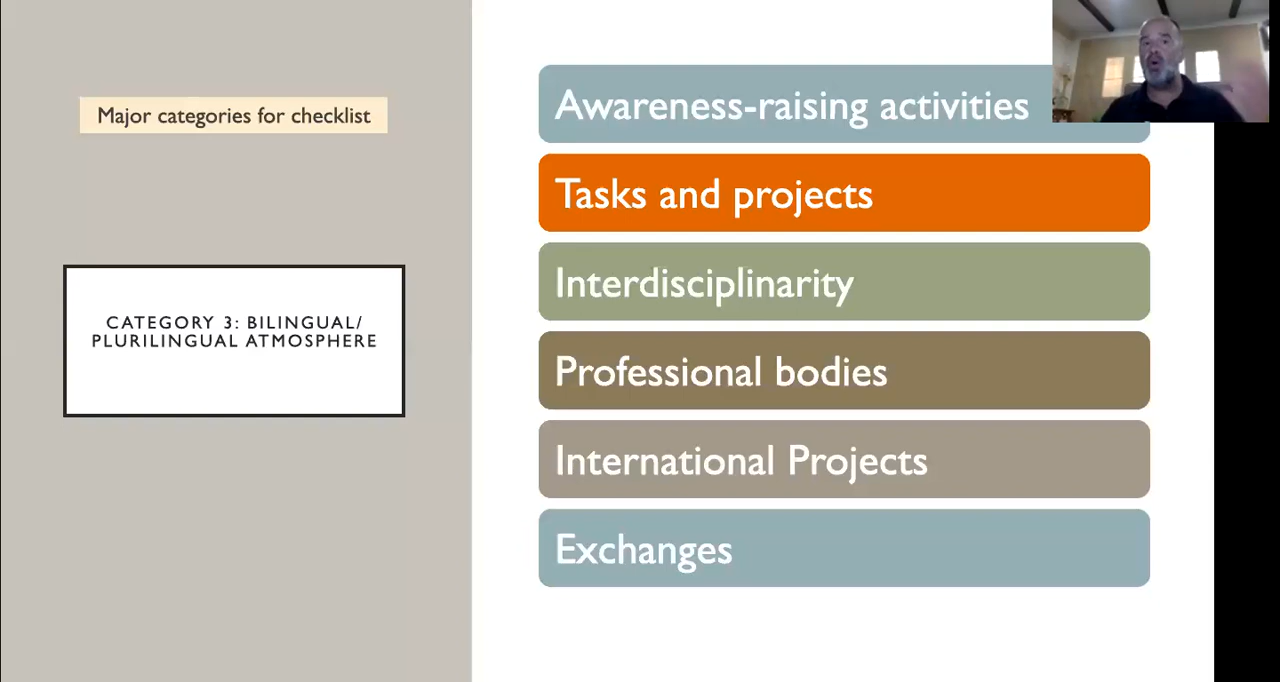 Major categories for checklist
CATEGORY 3: BILINGUAL/
PLURILINGUAL ATMOSPHERE
Awareness-raising activities
Tasks and projects
Interdisciplinarity
Professional bodies
International Projects
Exchanges